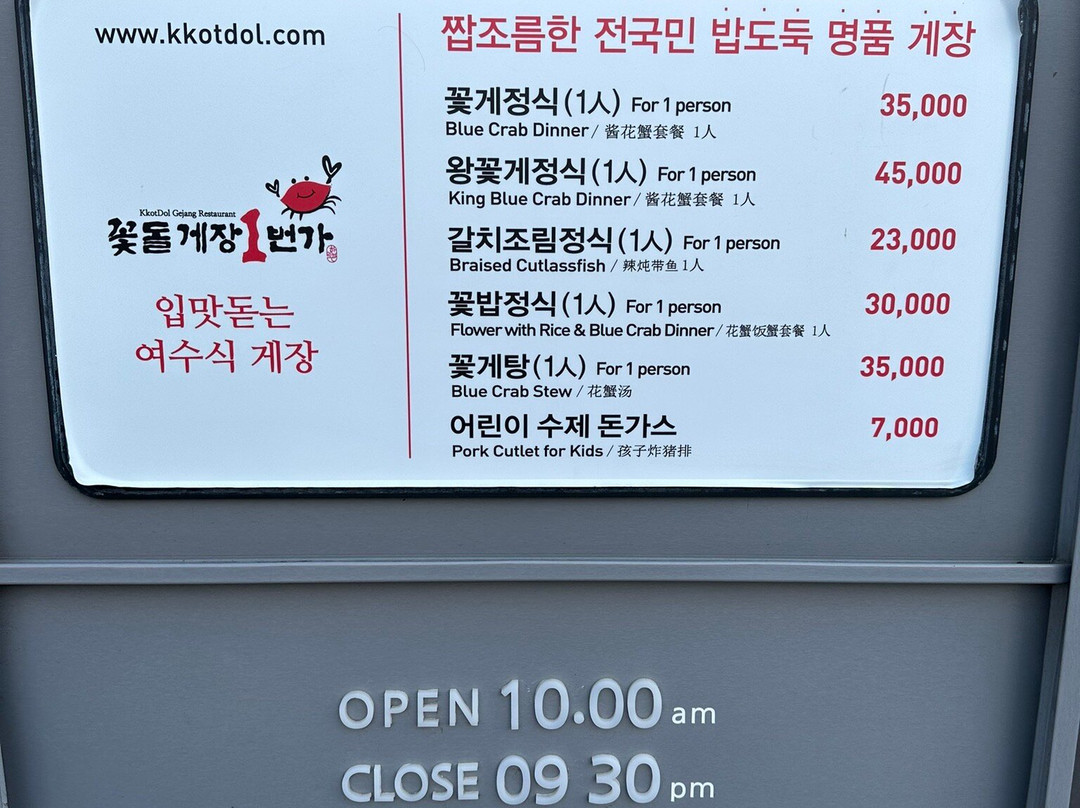 www.kkotdol.com
KkotDol Gejang Restaurant
꽃돌게장1번가
입맛돋는
여수식 게장
짭조름한 전국민 밥도둑 명품 게장
꽃게정식(1人) For 1 person 35,000
Blue Crab Dinner / 酱花蟹套餐 1人
왕꽃게정식(1人) For 1 person 45,000
King Blue Crab Dinner / 酱花蟹套餐 1人
갈치조림정식(1人) For 1 person 23,000
Braised Cutlassfish / 辣炖带鱼 1人
꽃밥정식(1人) For 1 person 30,000
Flower with Rice & Blue Crab Dinner / 花蟹饭蟹套餐 1人
꽃게탕(1人) For 1 person 35,000
Blue Crab Stew / 花蟹汤
어린이 수제 돈가스 7,000
Pork Cutlet for Kids / 孩子炸猪排
OPEN 10.00 am
CLOSE 09 30 pm